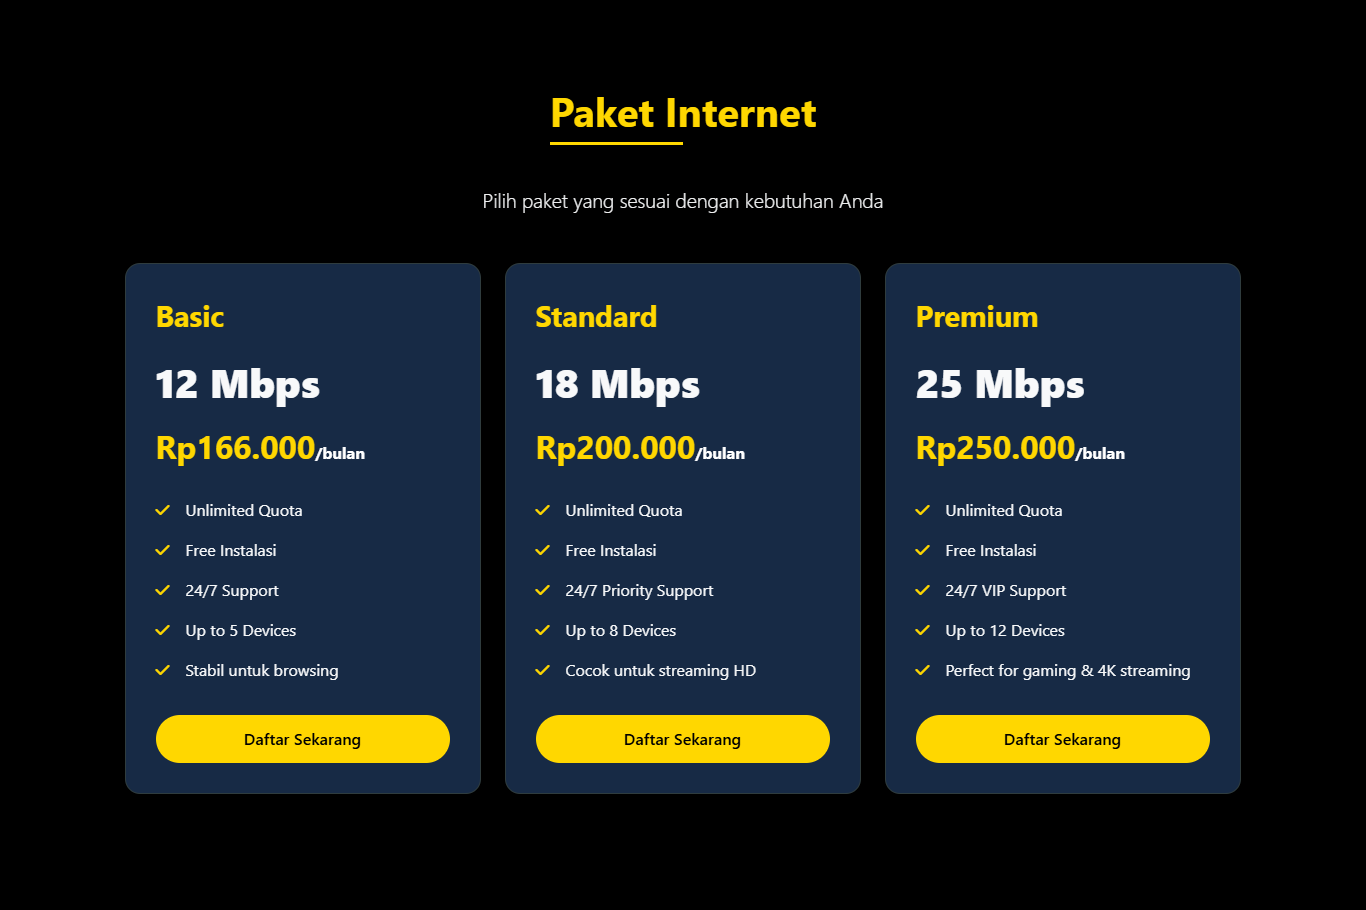 Paket Internet
Pilih paket yang sesuai dengan kebutuhan Anda
Basic
12 Mbps
Rp166.000/bulan
Unlimited Quota
Free Instalasi
24/7 Support
Up to 5 Devices
Stabil untuk browsing
Daftar Sekarang
Standard
18 Mbps
Rp200.000/bulan
Unlimited Quota
Free Instalasi
24/7 Priority Support
Up to 8 Devices
Cocok untuk streaming HD
Daftar Sekarang
Premium
25 Mbps
Rp250.000/bulan
Unlimited Quota
Free Instalasi
24/7 VIP Support
Up to 12 Devices
Perfect for gaming & 4K streaming
Daftar Sekarang